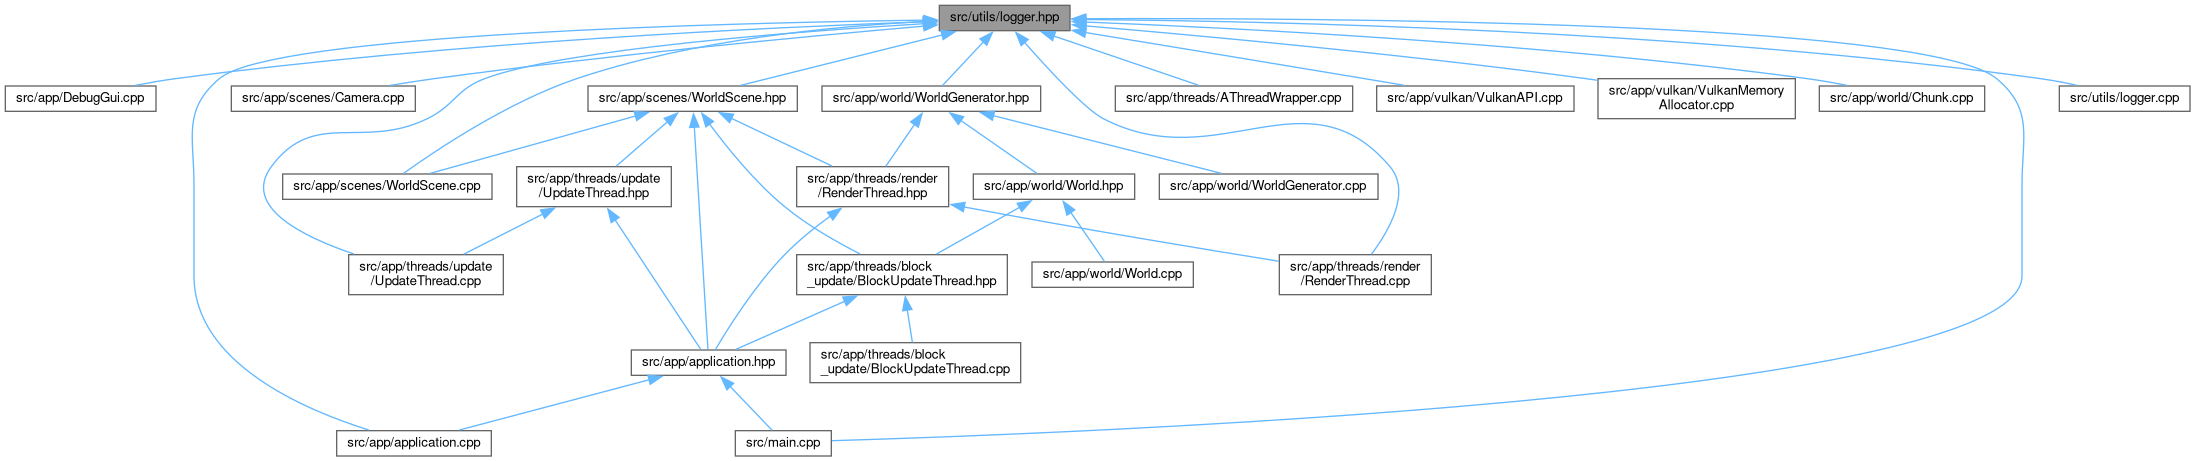 src/utils/logger.hpp
src/app/DebugGui.cpp
src/app/scenes/Camera.cpp
src/app/scenes/WorldScene.hpp
src/app/world/WorldGenerator.hpp
src/app/threads/AThreadWrapper.cpp
src/app/vulkan/VulkanAPI.cpp
src/app/vulkan/VulkanMemory
Allocator.cpp
src/app/world/Chunk.cpp
src/utils/logger.cpp
src/app/scenes/WorldScene.cpp
src/app/threads/update
/UpdateThread.hpp
src/app/threads/render
/RenderThread.hpp
src/app/world/World.hpp
src/app/world/WorldGenerator.cpp
src/app/threads/update
/UpdateThread.cpp
src/app/threads/block
_update/BlockUpdateThread.hpp
src/app/world/World.cpp
src/app/threads/render
/RenderThread.cpp
src/app/application.hpp
src/app/threads/block
_update/BlockUpdateThread.cpp
src/app/application.cpp
src/main.cpp